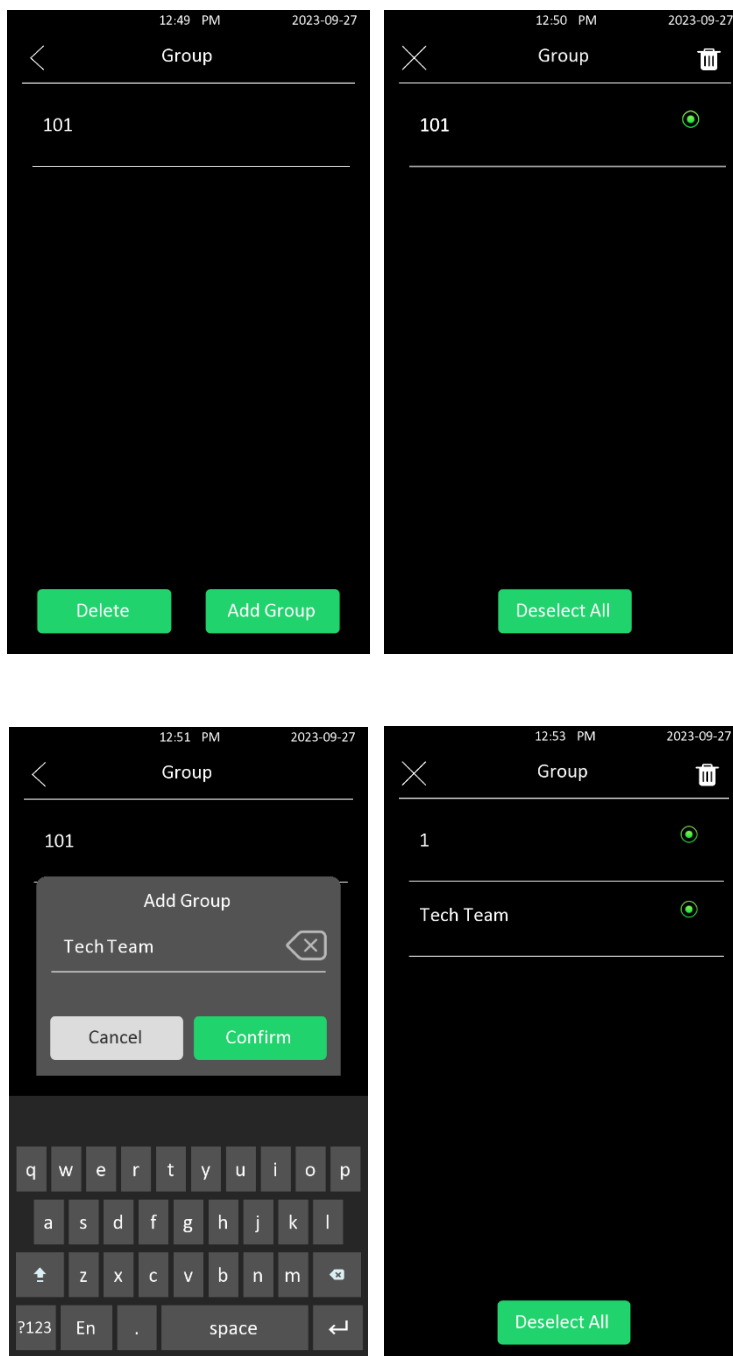 12:49 PM 2023-09-27
Group
101
Delete Add Group
12:50 PM 2023-09-27
Group
101
Deselect All
12:51 PM 2023-09-27
Group
101
Add Group
Tech Team
Cancel Confirm
q w e r t y u i o p
a s d f g h j k l
z x c v b n m
?123 En . space
12:53 PM 2023-09-27
Group
1
Tech Team
Deselect All